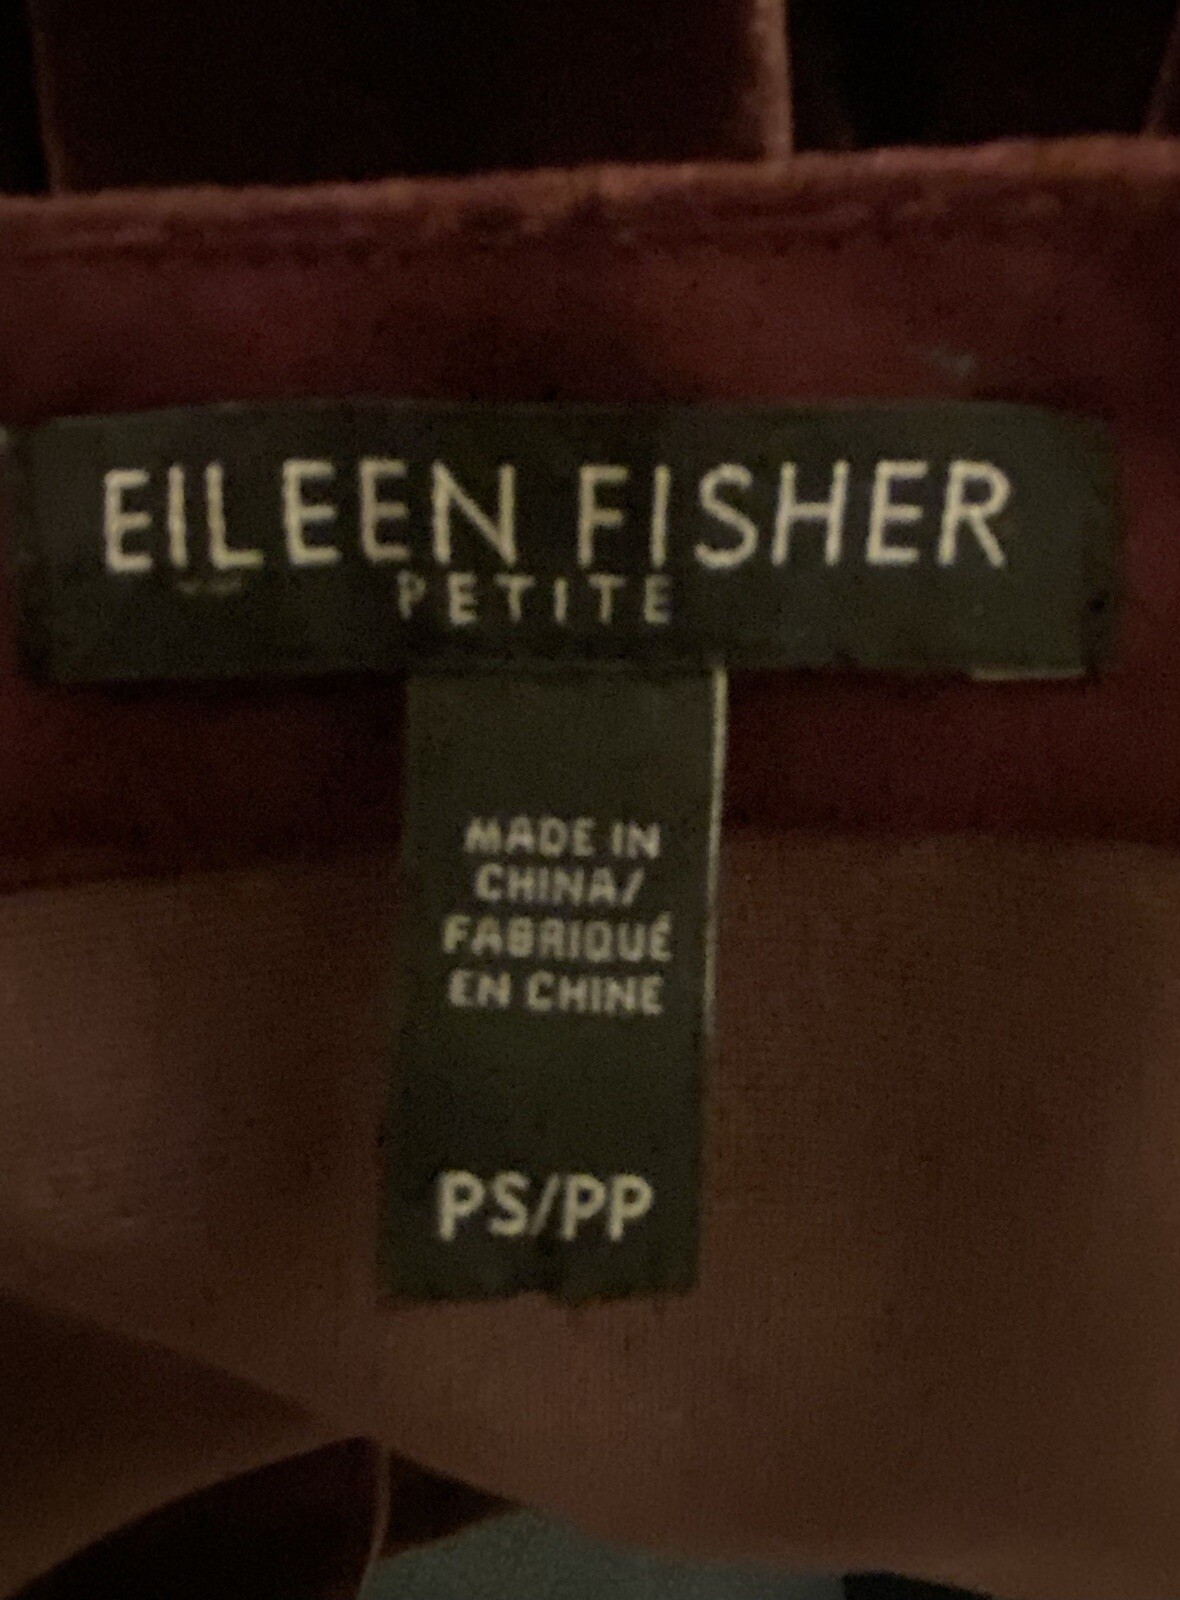 EILEEN FISHER
PETITE
MADE IN
CHINA/
FABRIQUÉ
EN CHINE
PS/PP